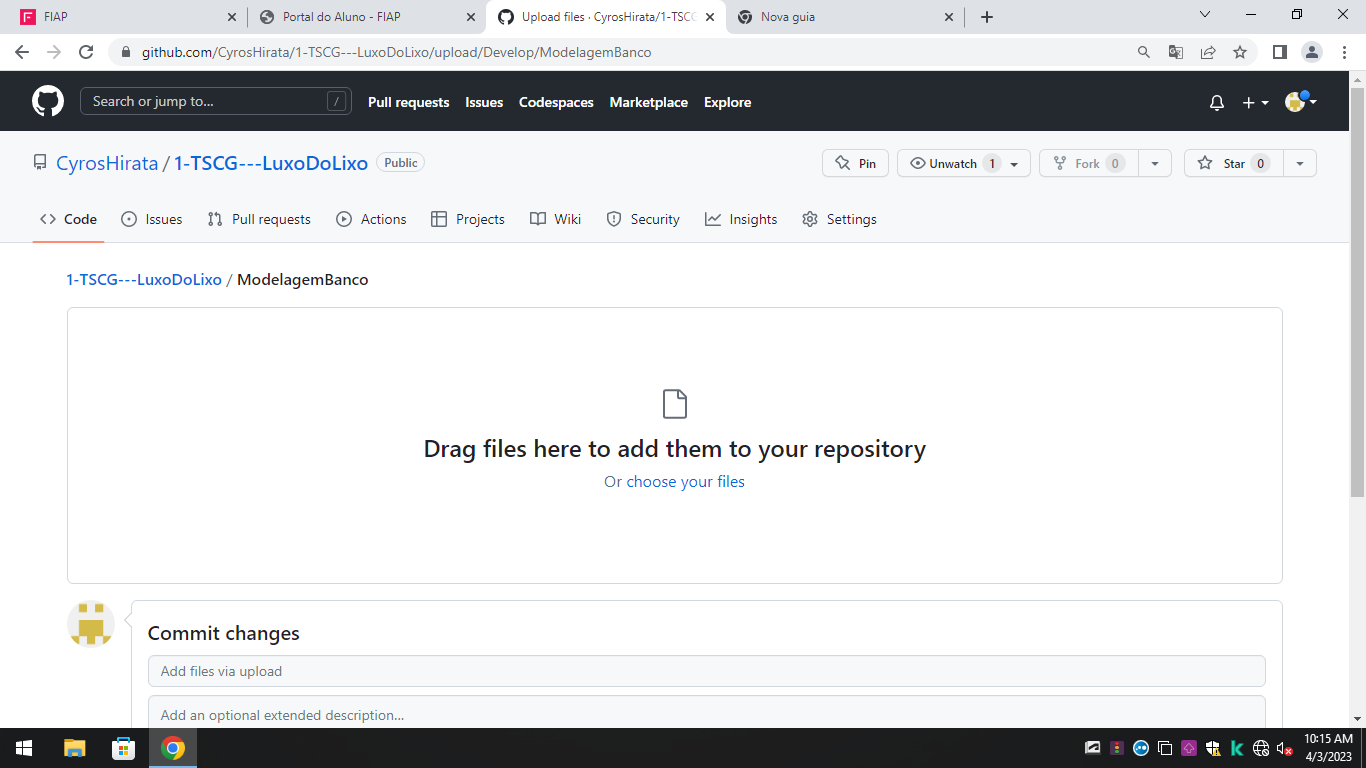 FIAP
Portal do Aluno - FIAP
Upload files · CyrosHirata/1-TSCG
Nova guia
github.com/CyrosHirata/1-TSCG---LuxoDoLixo/upload/Develop/ModelagemBanco
Search or jump to... /
Pull requests Issues Codespaces Marketplace Explore
CyrosHirata / 1-TSCG---LuxoDoLixo Public
Pin Unwatch 1 Fork 0 Star 0
Code Issues Pull requests Actions Projects Wiki Security Insights Settings
1-TSCG---LuxoDoLixo / ModelagemBanco
Drag files here to add them to your repository
Or choose your files
Commit changes
Add files via upload
Add an optional extended description...
10:15 AM
4/3/2023